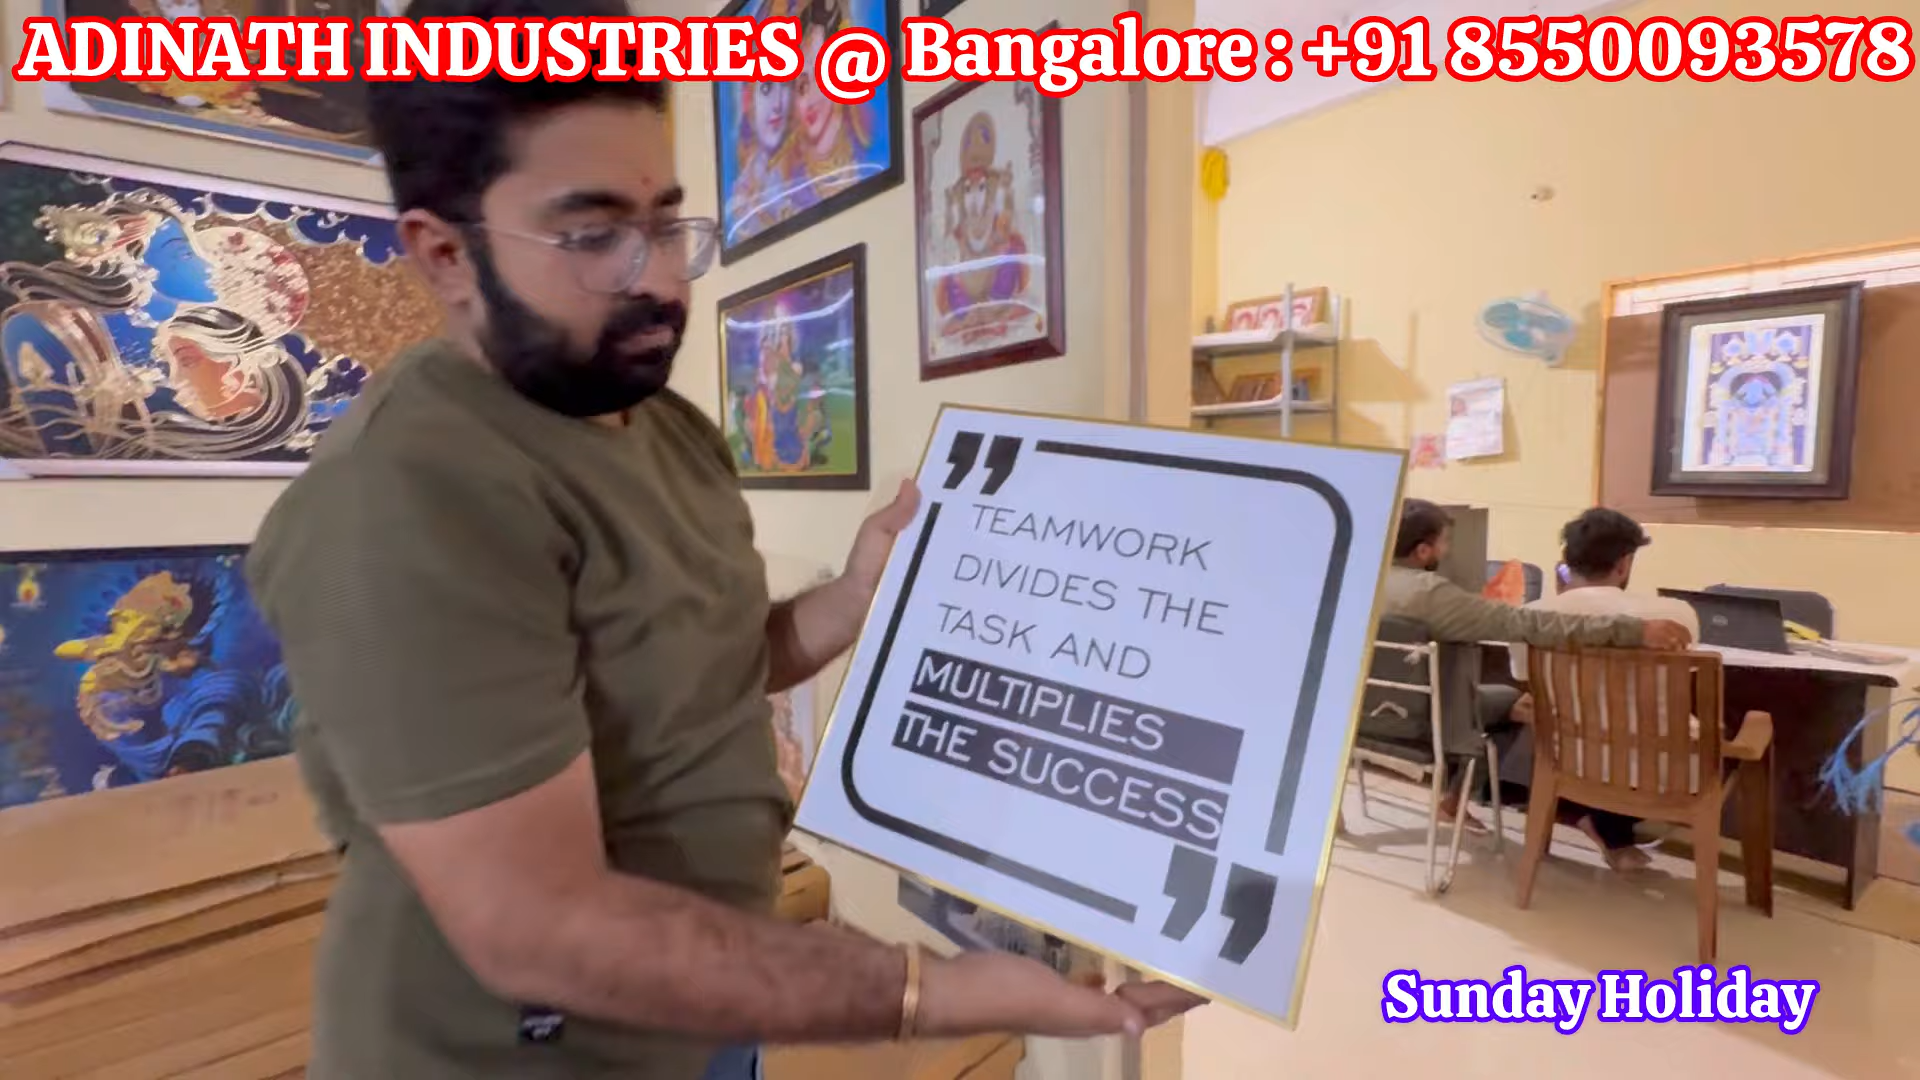 ADINATH INDUSTRIES @ Bangalore : +91 8550093578
”
TEAMWORK
DIVIDES THE
TASK AND
MULTIPLIES
THE SUCCESS
”
Sunday Holiday